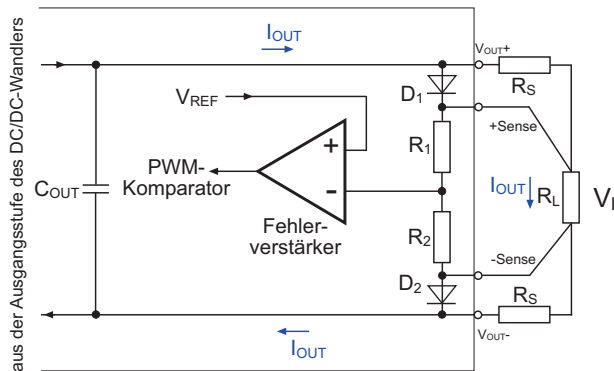 aus der Ausgangsstufe des DC/DC-Wandlers
IOUT
VOUT+
RS
D1
VREF
+Sense
+
R1
PWM-
Komparator
COUT
IOUT
RL
-
Fehler-
verstärker
R2
-Sense
D2
RS
VOUT-
IOUT